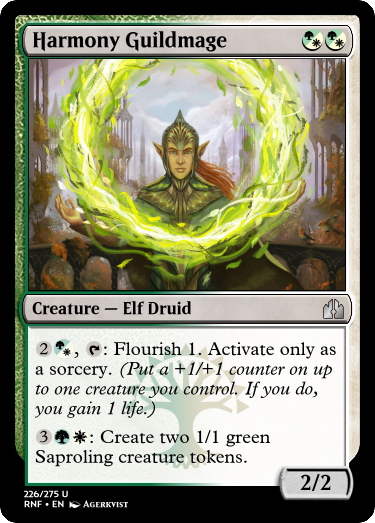 Harmony Guildmage
Creature — Elf Druid
2 , : Flourish 1. Activate only as
a sorcery. (Put a +1/+1 counter on up
to one creature you control. If you do,
you gain 1 life.)
3 : Create two 1/1 green
Saproling creature tokens.
2/2
226/275 U
RNF • EN AGERKVIST